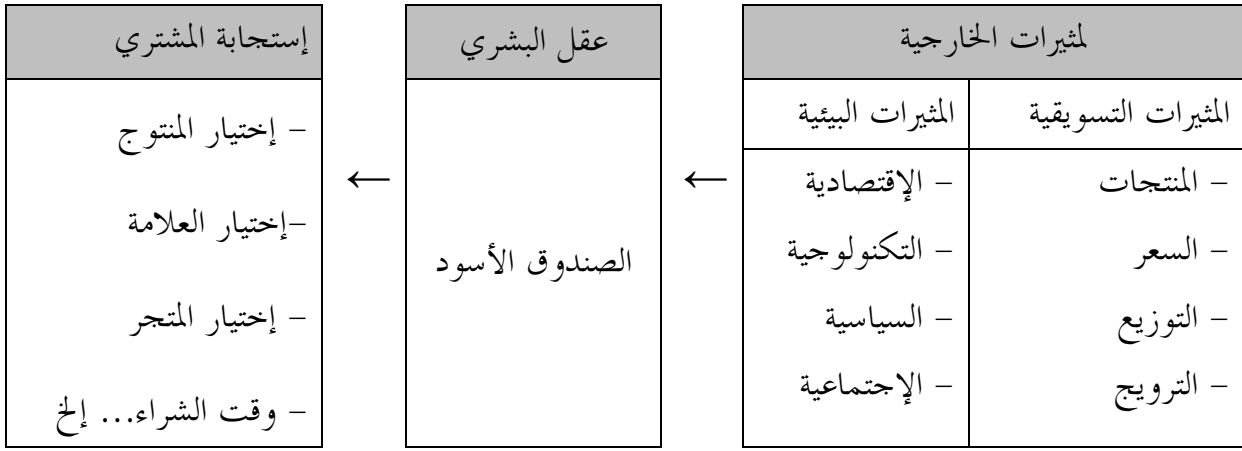 لمثيرات الخارجية
المثيرات التسويقية
– المنتجات
– السعر
– التوزيع
– الترويج
المثيرات البيئية
– الإقتصادية
– التكنولوجية
– السياسية
– الإجتماعية
←
عقل البشري
الصندوق الأسود
←
إستجابة المشتري
– إختيار المنتوج
–إختيار العلامة
– إختيار المتجر
– وقت الشراء... إلخ